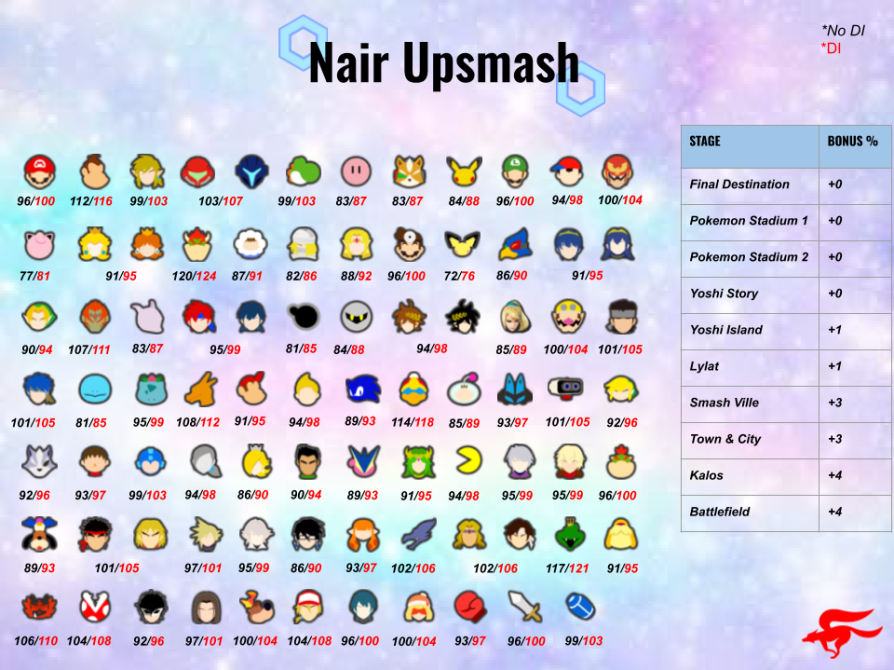 *No DI
*DI
Nair Upsmash
STAGE BONUS %
Final Destination +0
Pokemon Stadium 1 +0
Pokemon Stadium 2 +0
Yoshi Story +0
Yoshi Island +1
Lylat +1
Smash Ville +3
Town & City +3
Kalos +4
Battlefield +4
96/100 112/116 99/103 103/107 99/103 83/87 83/87 84/88 96/100 94/98 100/104
77/81 91/95 120/124 87/91 82/86 88/92 96/100 72/76 86/90 91/95
90/94 107/111 83/87 95/99 81/85 84/88 94/98 85/89 100/104 101/105
101/105 81/85 95/99 108/112 91/95 94/98 89/93 114/118 85/89 93/97 101/105 92/96
92/96 93/97 99/103 94/98 86/90 90/94 89/93 91/95 94/98 95/99 95/99 96/100
89/93 101/105 97/101 95/99 86/90 93/97 102/106 102/106 117/121 91/95
106/110 104/108 92/96 97/101 100/104 104/108 96/100 100/104 93/97 96/100 99/103